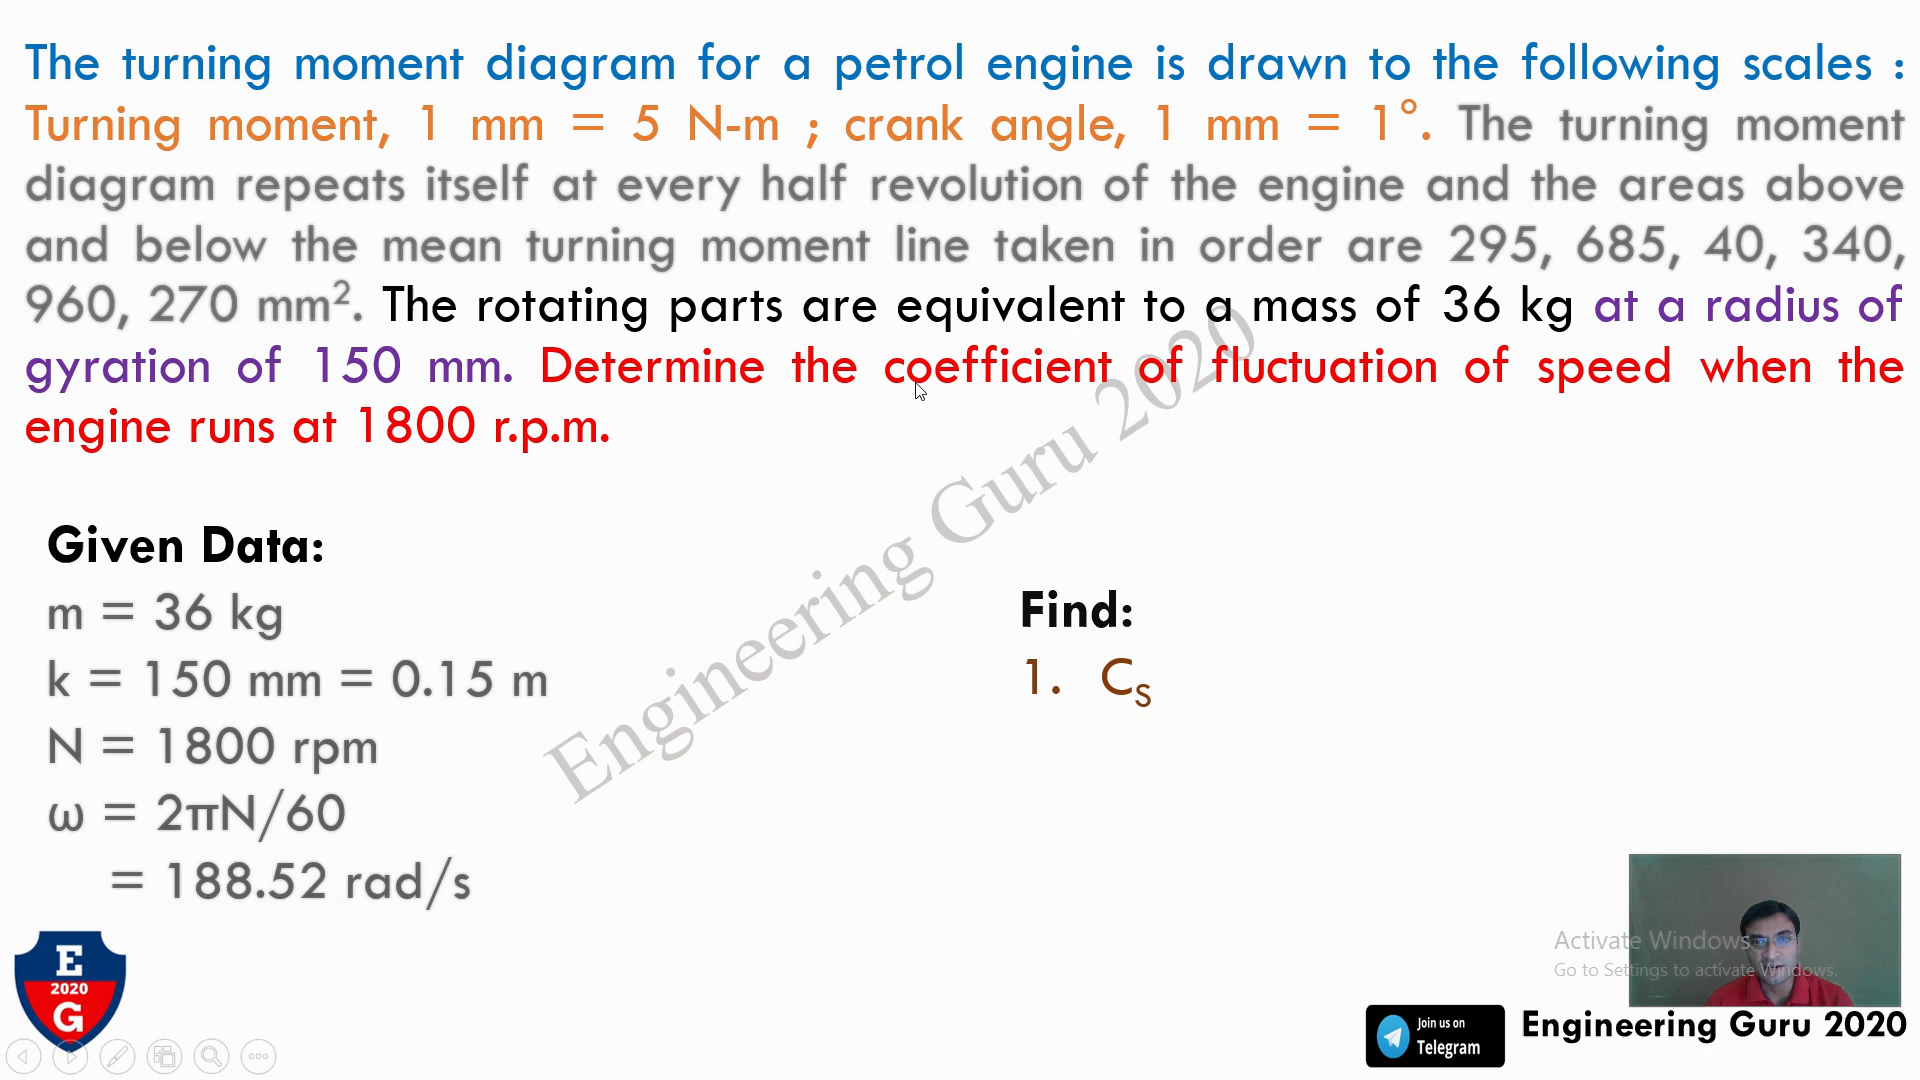 The turning moment diagram for a petrol engine is drawn to the following scales :
Turning moment, 1 mm = 5 N-m ; crank angle, 1 mm = 1°. The turning moment
diagram repeats itself at every half revolution of the engine and the areas above
and below the mean turning moment line taken in order are 295, 685, 40, 340,
960, 270 mm². The rotating parts are equivalent to a mass of 36 kg at a radius of
gyration of 150 mm. Determine the coefficient of fluctuation of speed when the
engine runs at 1800 r.p.m.
Engineering Guru 2020
Given Data:
m = 36 kg
k = 150 mm = 0.15 m
N = 1800 rpm
ω = 2πN/60
= 188.52 rad/s
Find:
1. Cₛ
Activate Windows
Go to Settings to activate Windows.
E
2020
G
Join us on
Telegram
Engineering Guru 2020